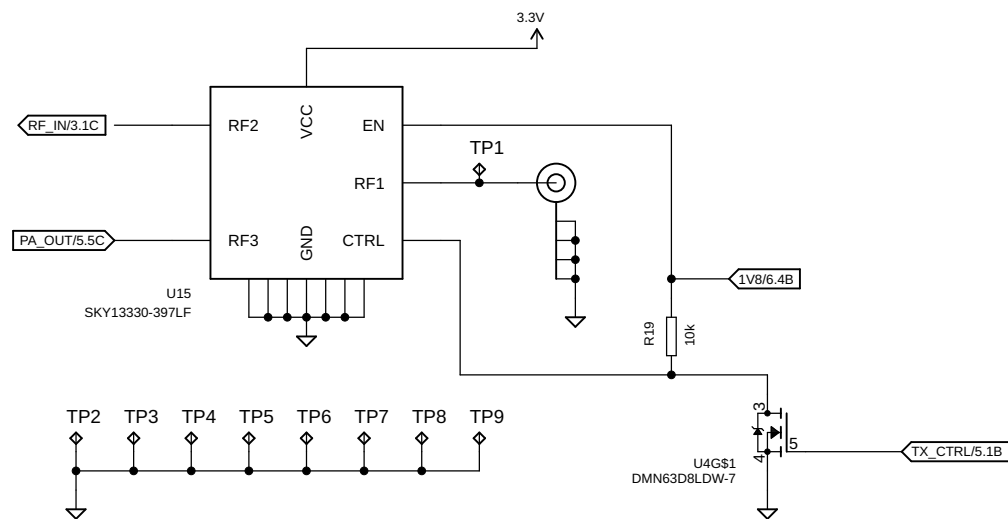 3.3V
RF_IN/3.1C
RF2
VCC
EN
TP1
RF1
PA_OUT/5.5C
RF3
GND
CTRL
U15
SKY13330-397LF
1V8/6.4B
R19
10k
TP2
TP3
TP4
TP5
TP6
TP7
TP8
TP9
3
5
4
TX_CTRL/5.1B
U4G$1
DMN63D8LDW-7